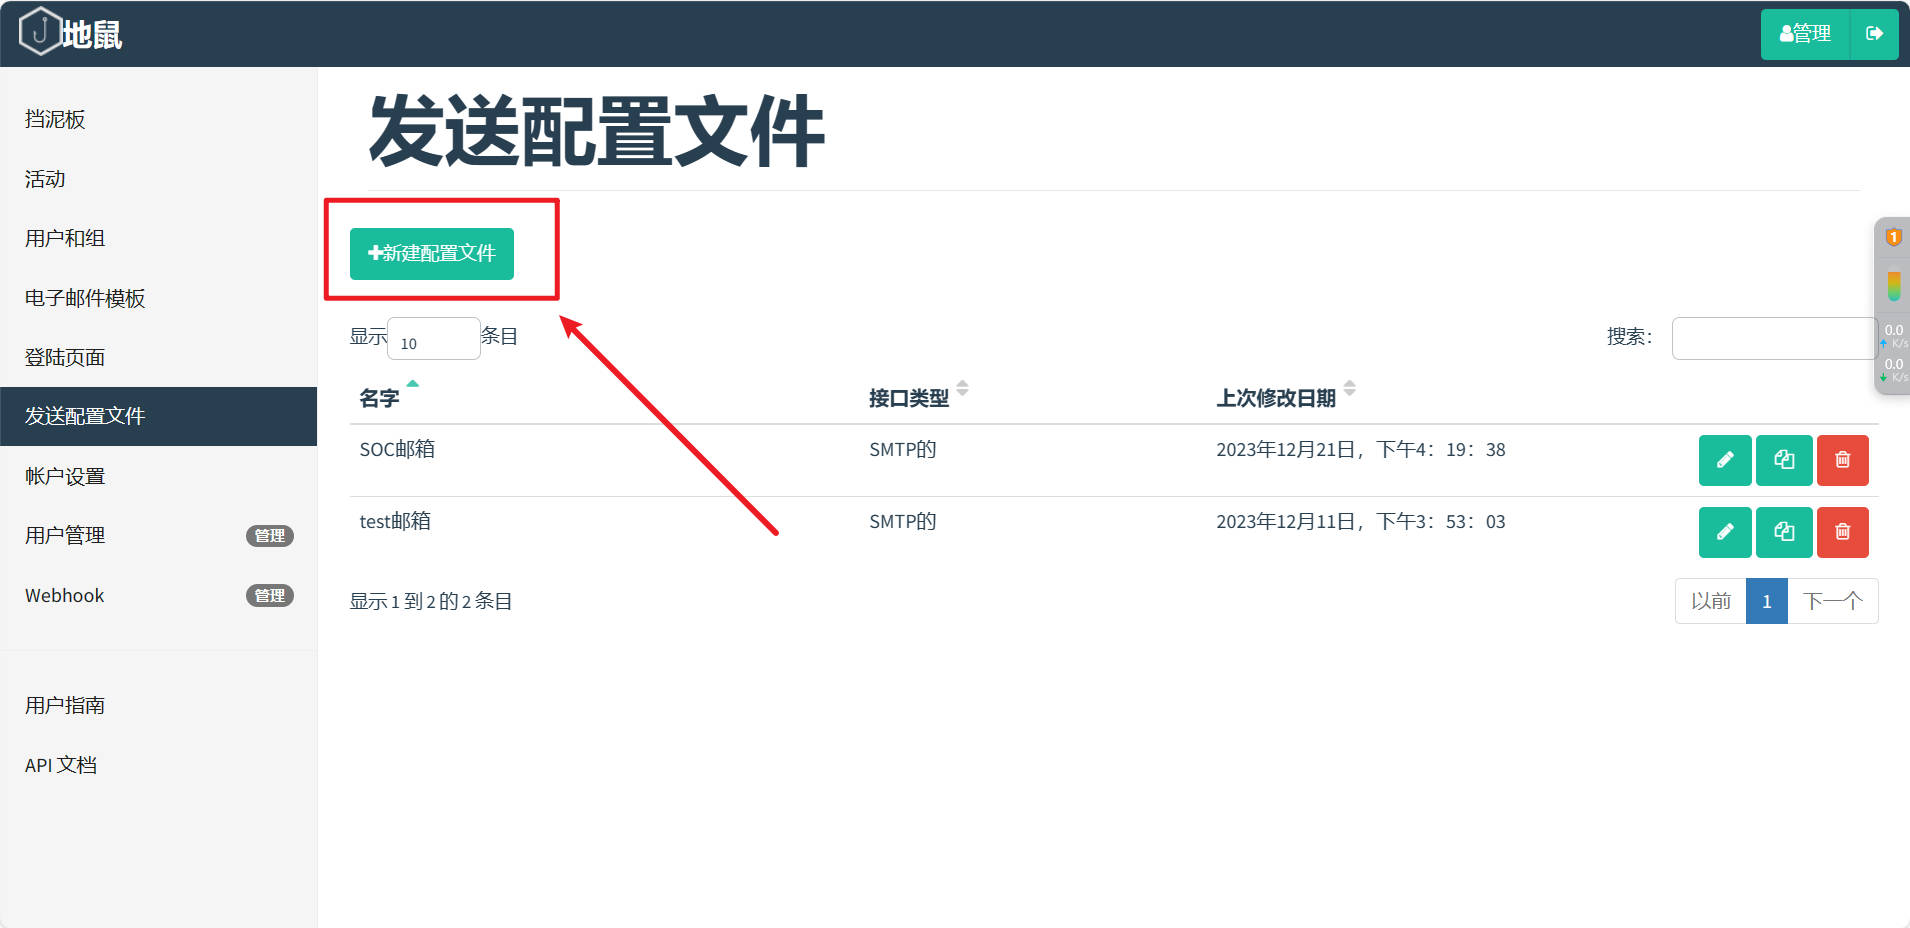 地鼠
管理
挡泥板
活动
用户和组
电子邮件模板
登陆页面
发送配置文件
帐户设置
用户管理 管理
Webhook 管理
用户指南
API 文档
发送配置文件
+新建配置文件
显示 10 条目
搜索：
名字 接口类型 上次修改日期
SOC邮箱 SMTP的 2023年12月21日，下午4：19：38
test邮箱 SMTP的 2023年12月11日，下午3：53：03
显示 1 到 2 的 2 条目
以前 1 下一个
1
0.0
K/s
0.0
K/s